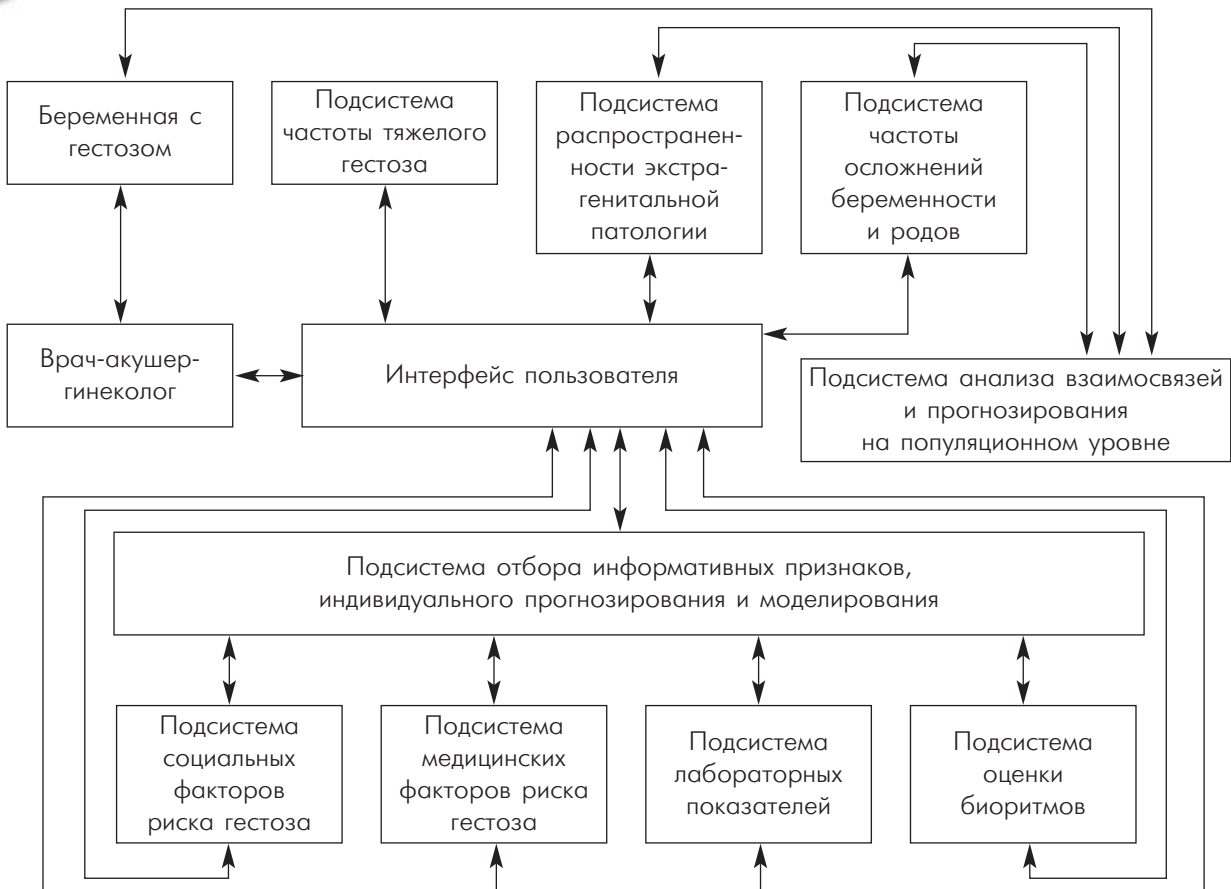 Беременная с
гестозом
Подсистема
частоты тяжелого
гестоза
Подсистема
распространен-
ности экстра-
генитальной
патологии
Подсистема
частоты
осложнений
беременности
и родов
Врач-акушер-
гинеколог
Интерфейс пользователя
Подсистема анализа взаимосвязей
и прогнозирования
на популяционном уровне
Подсистема отбора информативных признаков,
индивидуального прогнозирования и моделирования
Подсистема
социальных
факторов
риска гестоза
Подсистема
медицинских
факторов риска
гестоза
Подсистема
лабораторных
показателей
Подсистема
оценки
биоритмов